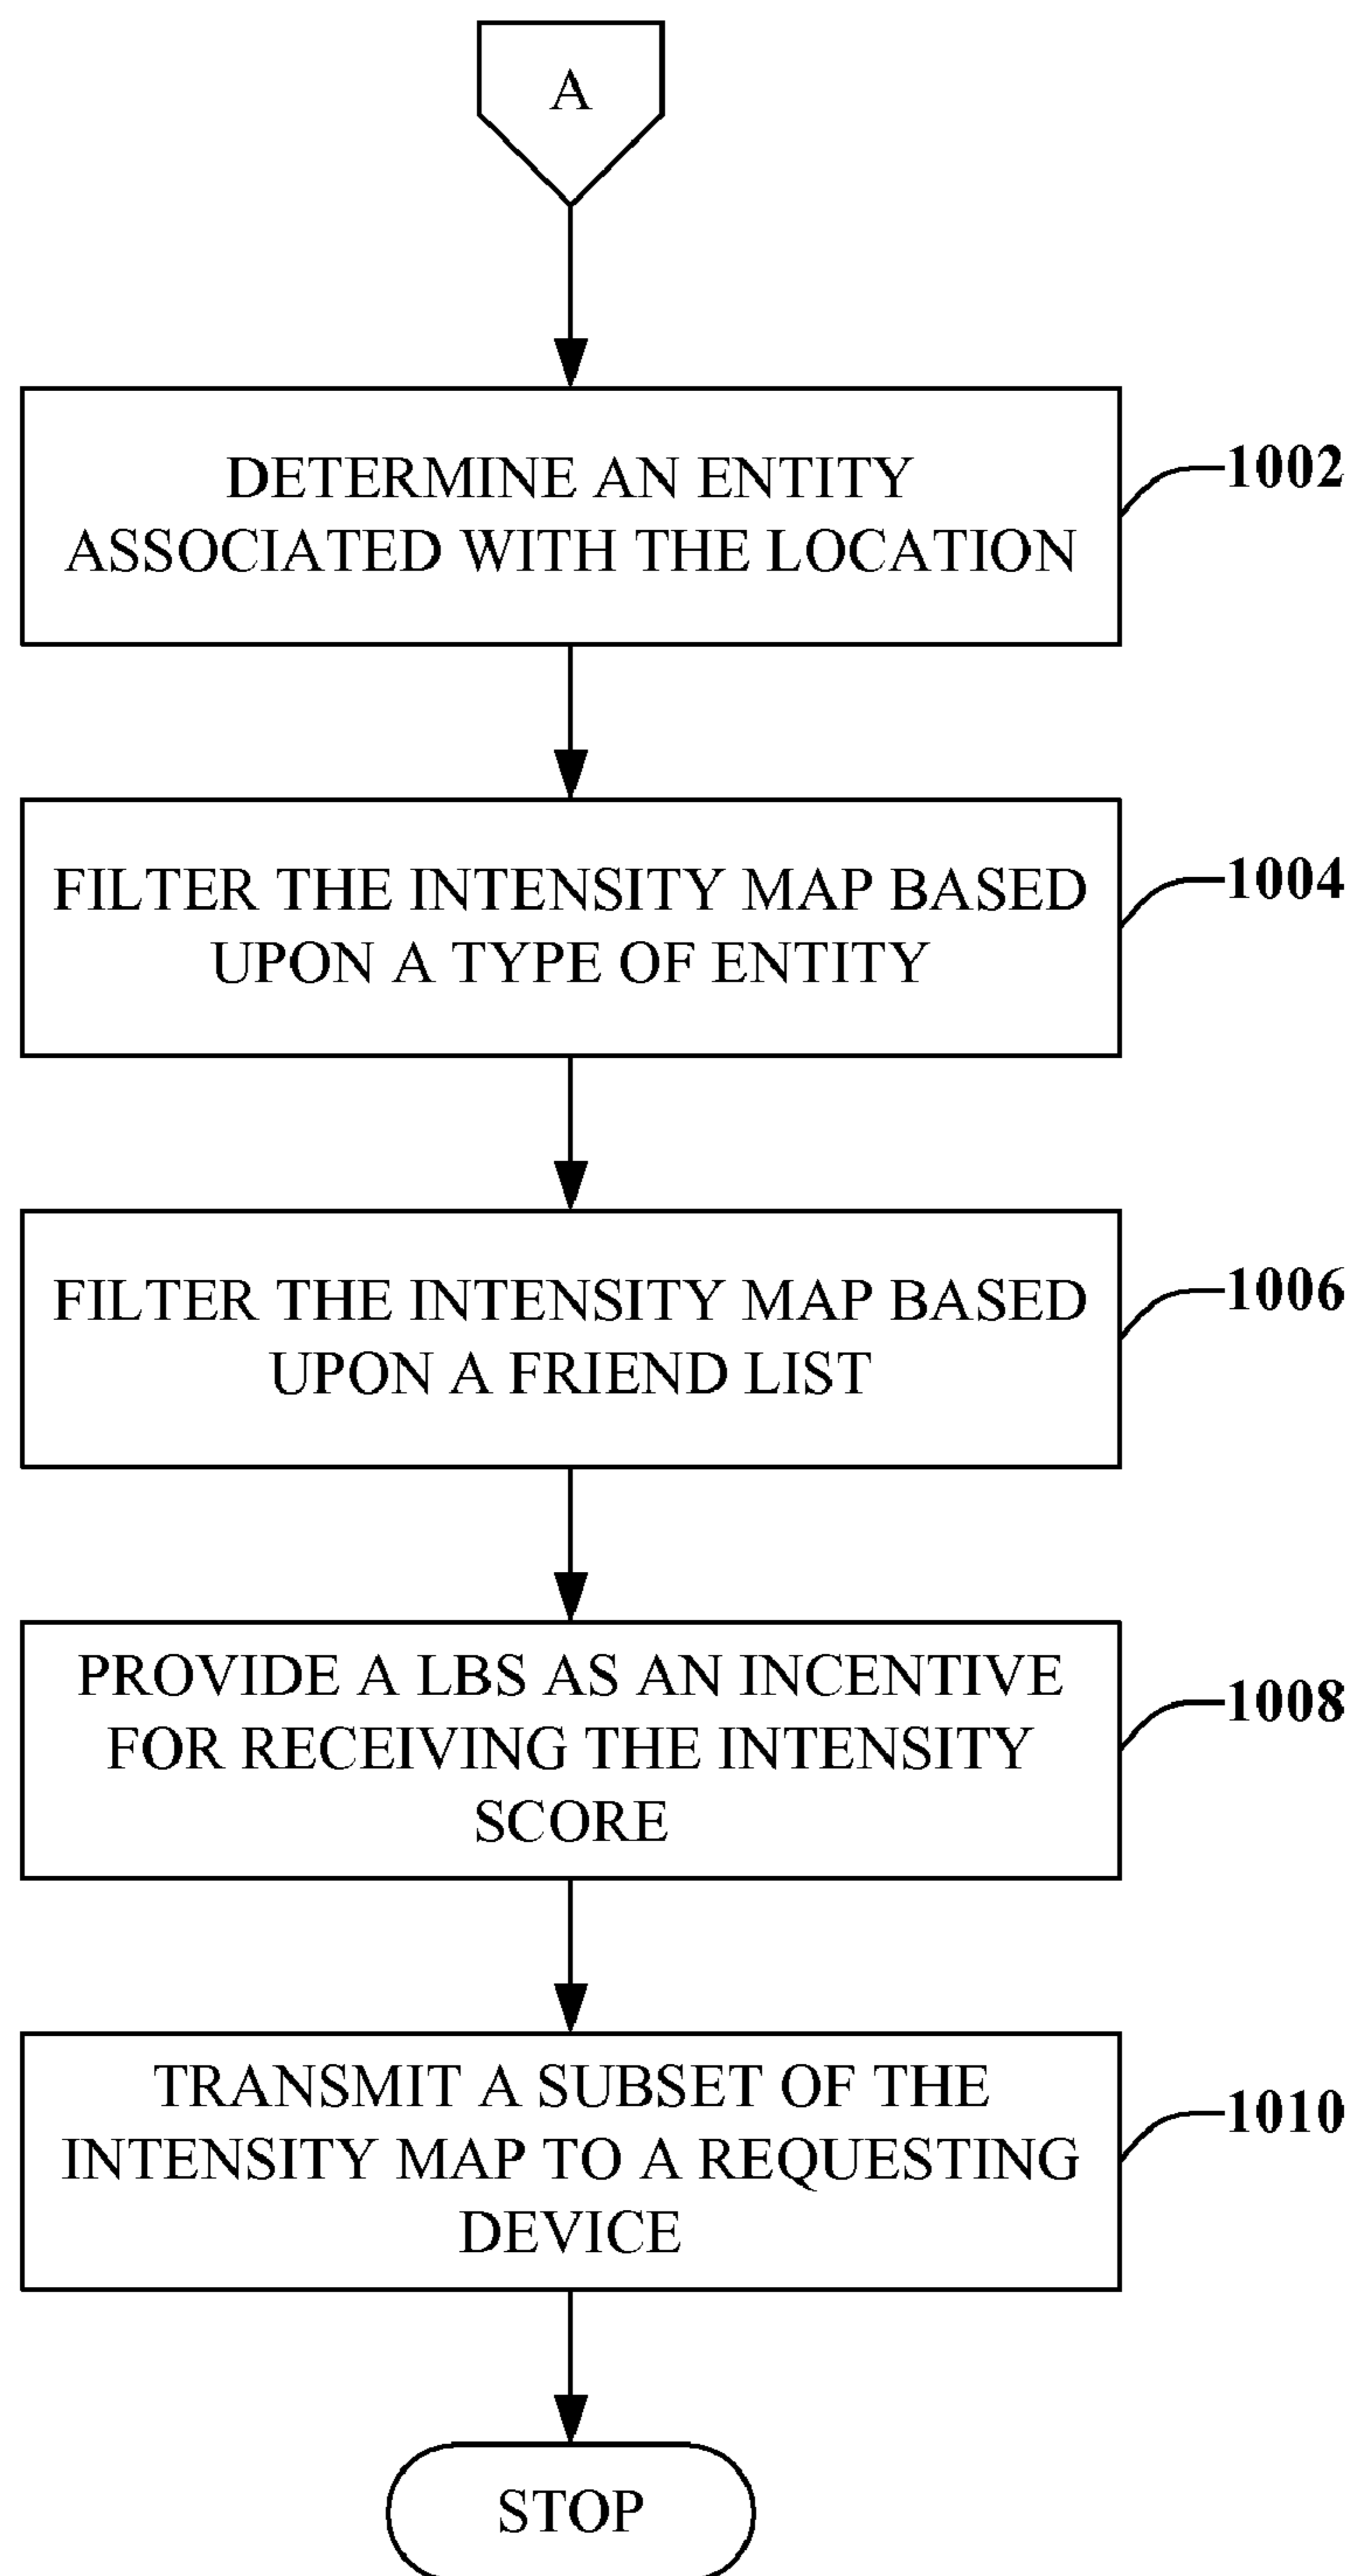 A
DETERMINE AN ENTITY
ASSOCIATED WITH THE LOCATION
1002
FILTER THE INTENSITY MAP BASED
UPON A TYPE OF ENTITY
1004
FILTER THE INTENSITY MAP BASED
UPON A FRIEND LIST
1006
PROVIDE A LBS AS AN INCENTIVE
FOR RECEIVING THE INTENSITY
SCORE
1008
TRANSMIT A SUBSET OF THE
INTENSITY MAP TO A REQUESTING
DEVICE
1010
STOP